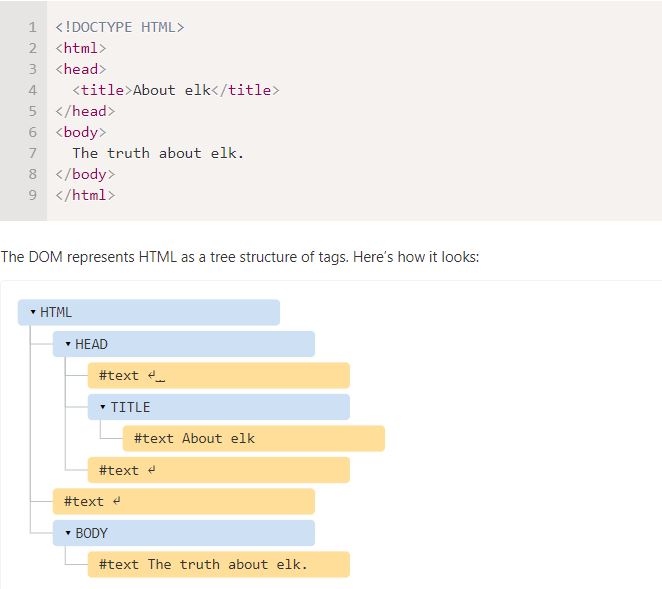 1 <!DOCTYPE HTML>
2 <html>
3 <head>
4   <title>About elk</title>
5 </head>
6 <body>
7   The truth about elk.
8 </body>
9 </html>
The DOM represents HTML as a tree structure of tags. Here's how it looks:
▾ HTML
▾ HEAD
#text ↵␣␣
▾ TITLE
#text About elk
#text ↵
#text ↵
▾ BODY
#text The truth about elk.